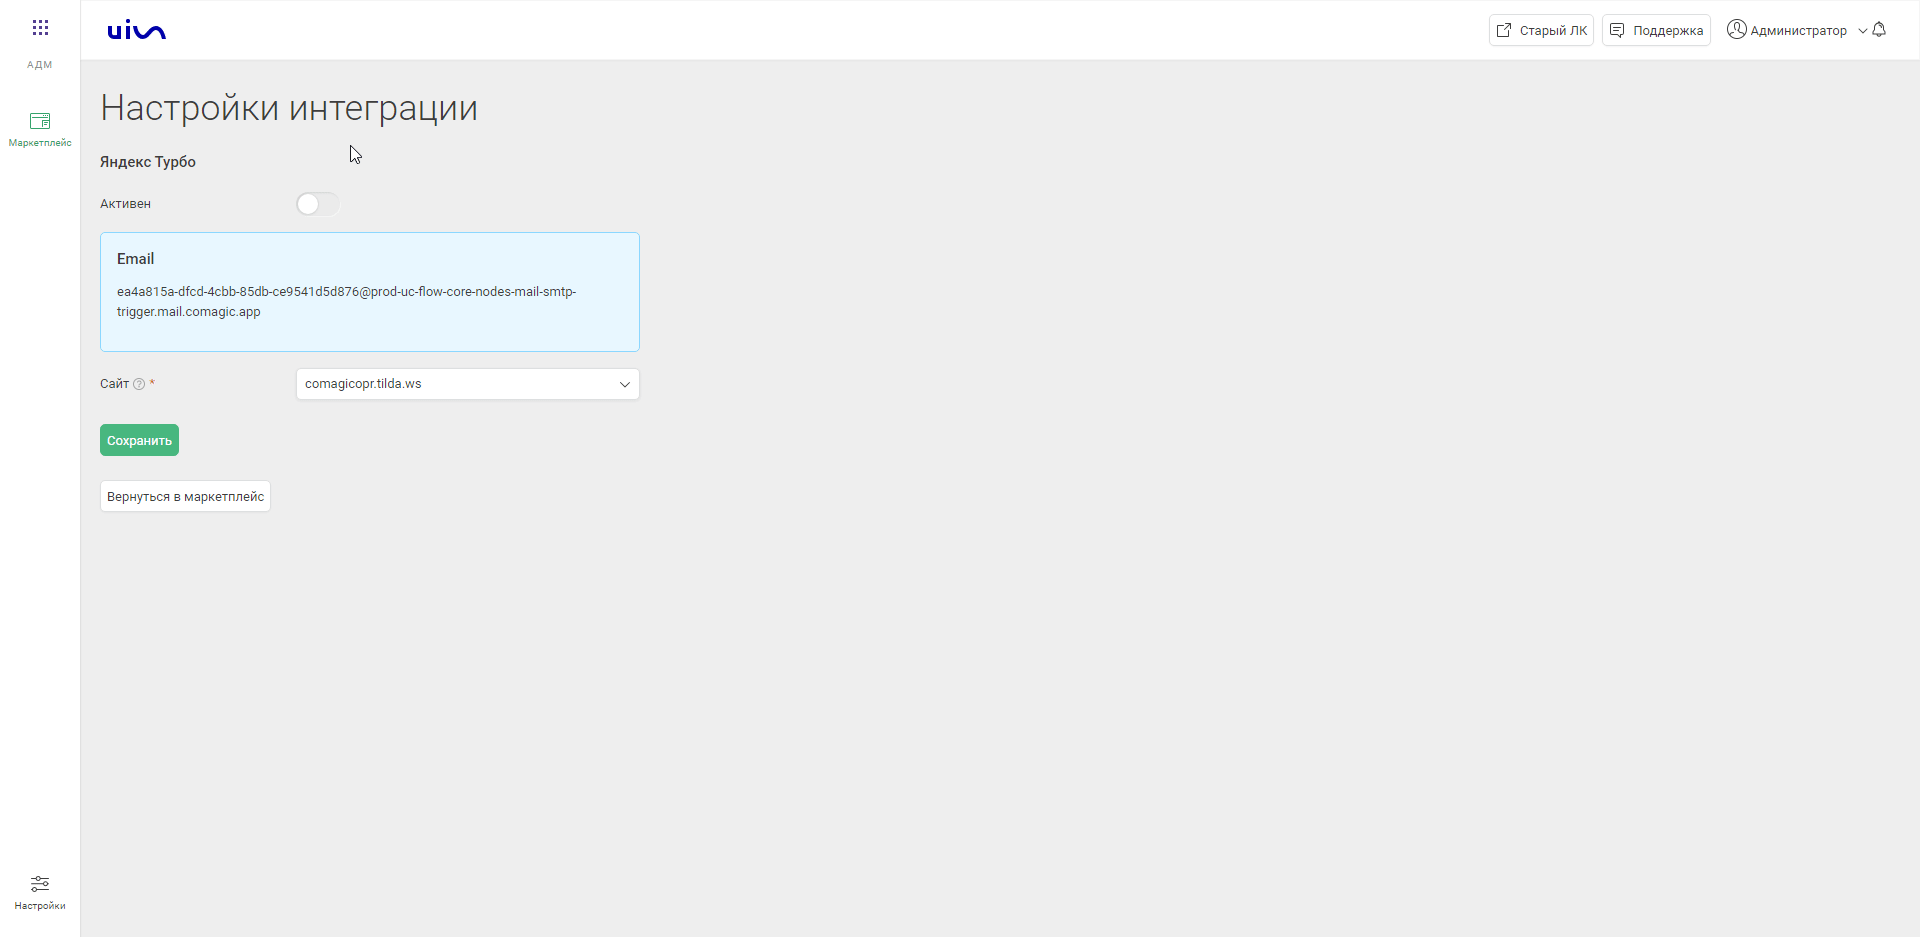 uis
Старый ЛК
Поддержка
Администратор
АДМ
Маркетплейс
Настройки интеграции
Яндекс Турбо
Активен
Email
ea4a815a-dfcd-4cbb-85db-ce9541d5d876@prod-uc-flow-core-nodes-mail-smtp-
trigger.mail.comagic.app
Сайт ? *
comagicopr.tilda.ws
Сохранить
Вернуться в маркетплейс
Настройки